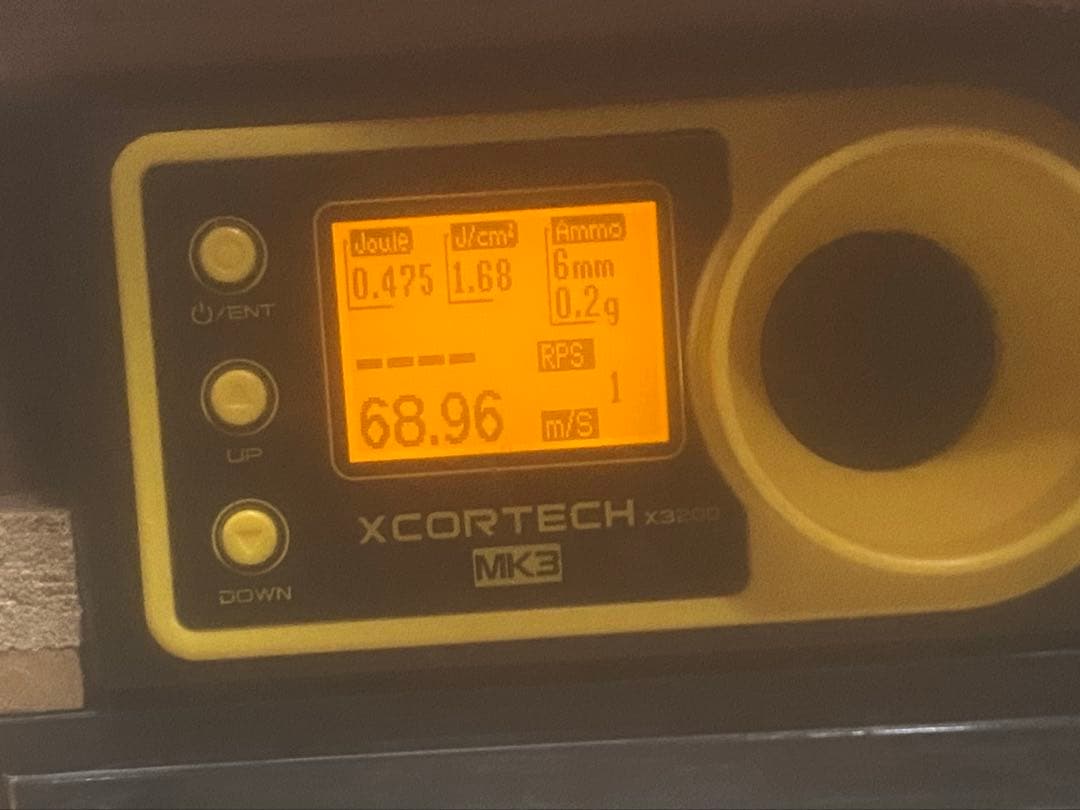 Joule J/cm² Ammo
0.475 1.68 6mm
0.2g
---- RPS
1
68.96 m/S
⏻/ENT
UP
DOWN
XCORTECH X3200
MK3